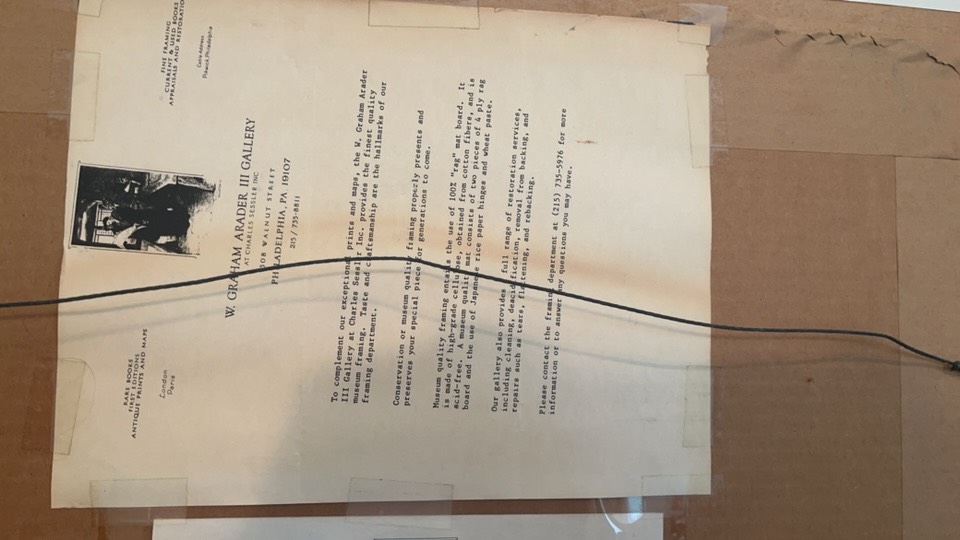 RARE BOOKS
FIRST EDITIONS
ANTIQUE PRINTS AND MAPS
London
Paris
FINE FRAMING
CURRENT & USED BOOKS
APPRAISALS AND RESTORATION
Cable Address
Philadelphia
W. GRAHAM ARADER III GALLERY
AT CHARLES SESSLER INC
1308 WALNUT STREET
PHILADELPHIA, PA 19107
215 / 735-8811
To complement our exceptional prints and maps, the W. Graham Arader
III Gallery at Charles Sessler Inc. provides the finest quality
museum framing. Taste and craftsmanship are the hallmarks of our
framing department.
Conservation or museum quality framing properly presents and
preserves your special piece for generations to come.
Museum quality framing entails the use of 100% "rag" mat board. It
is made of high-grade cellulose, obtained from cotton fibers, and is
acid-free. A museum quality mat consists of two pieces of 4 ply rag
board and the use of Japanese rice paper hinges and wheat paste.
Our gallery also provides a full range of restoration services,
including cleaning, deacidification, removal from backing, and
repairs such as tears, flattening, and rebacking.
Please contact the framing department at (215) 735-5976 for more
information or to answer any questions you may have.